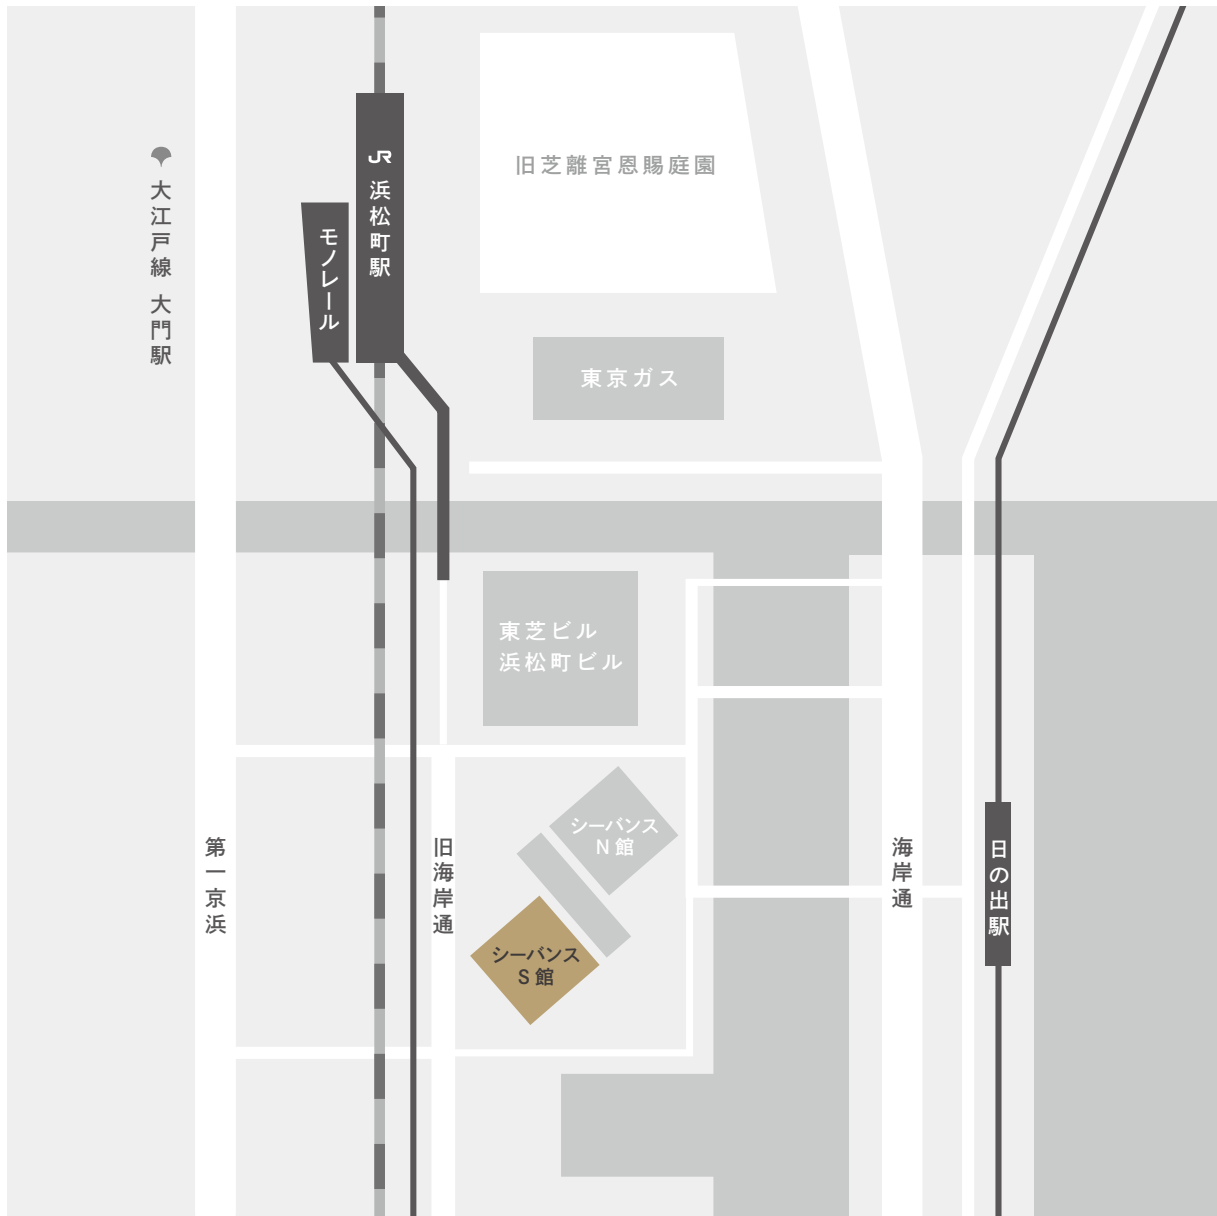 旧芝離宮恩賜庭園
JR 浜松町駅
大江戸線 大門駅
モノレール
東京ガス
東芝ビル
浜松町ビル
シーバンス
N館
シーバンス
S館
第一京浜
旧海岸通
海岸通
日の出駅